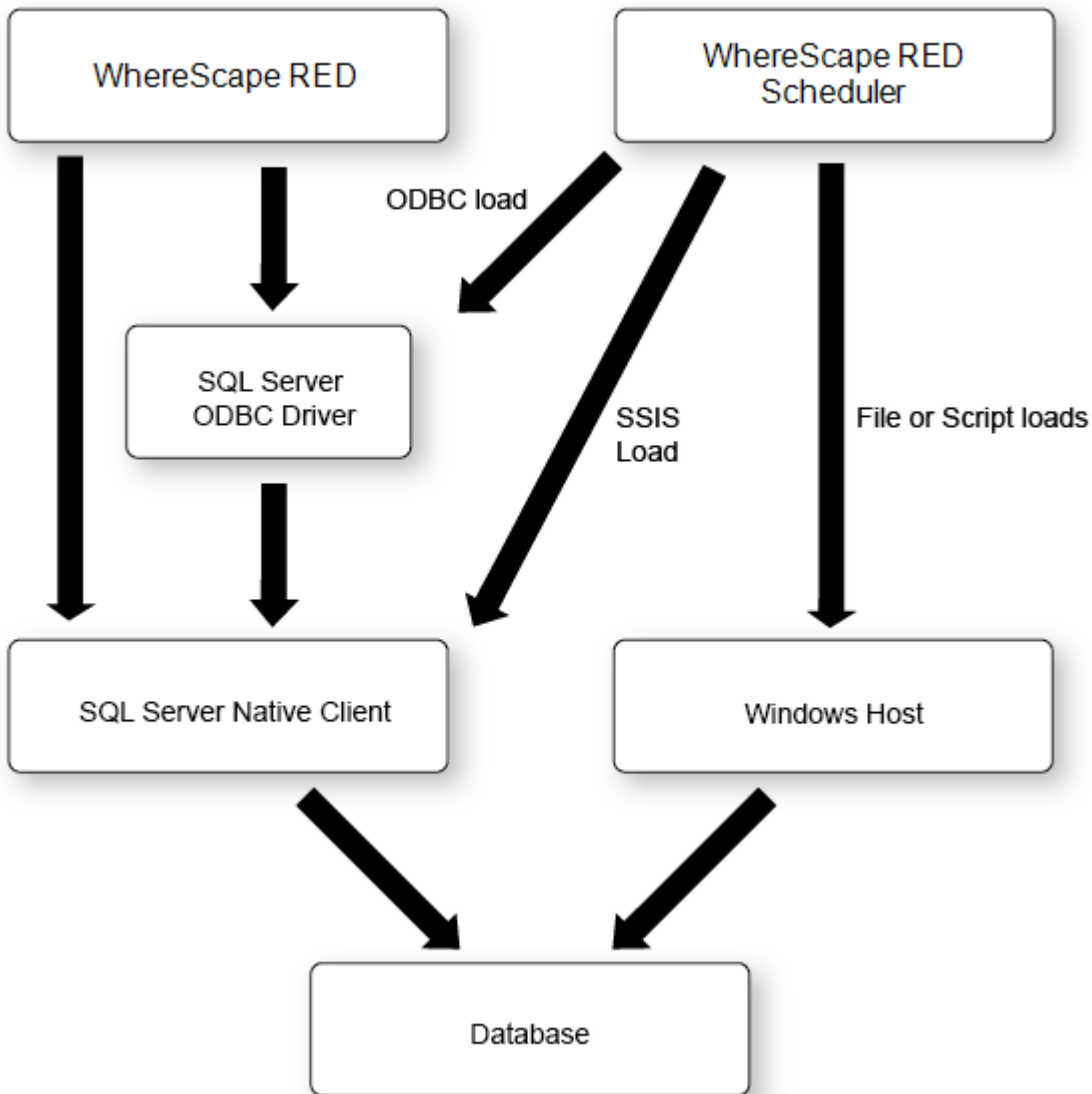 WhereScape RED
WhereScape RED
Scheduler
ODBC load
SQL Server
ODBC Driver
SSIS
Load
File or Script loads
SQL Server Native Client
Windows Host
Database